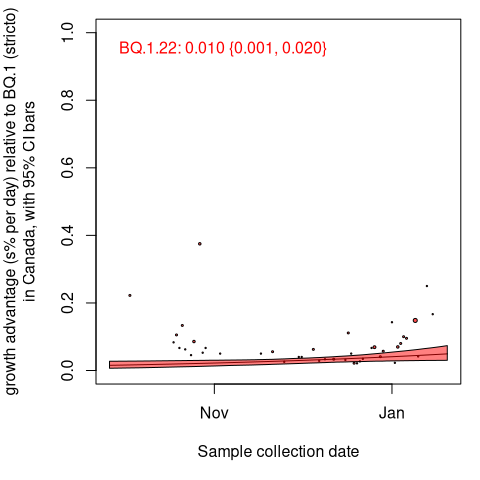 growth advantage (s% per day) relative to BQ.1 (stricto)
in Canada, with 95% CI bars
1.0
0.8
0.6
0.4
0.2
0.0
BQ.1.22: 0.010 {0.001, 0.020}
Nov
Jan
Sample collection date